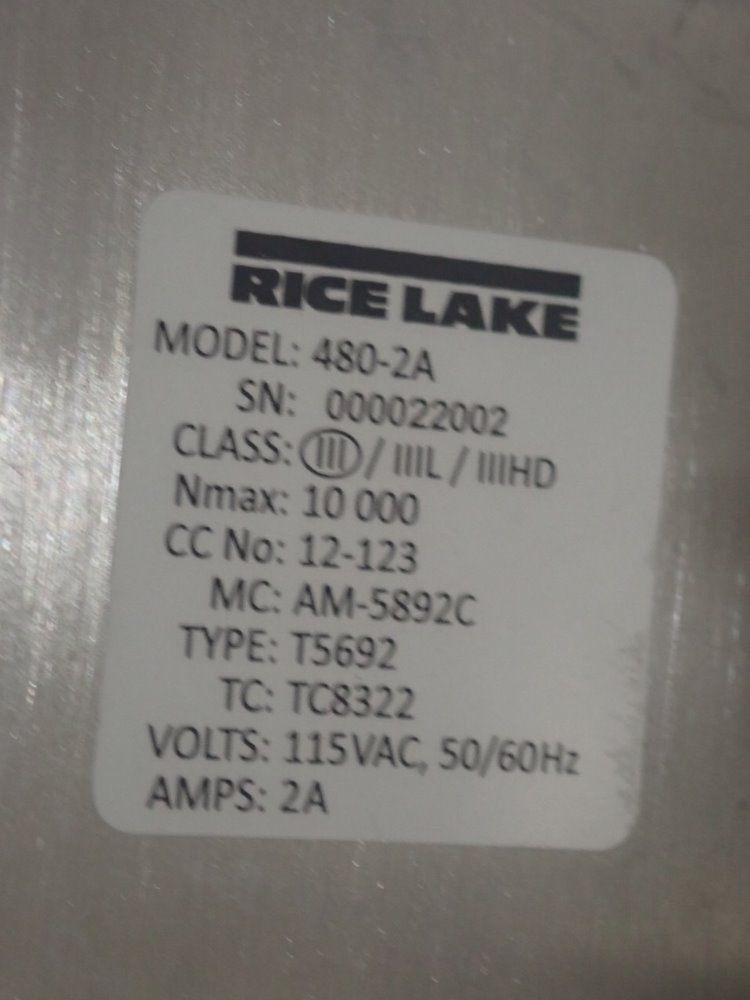 RICE LAKE
MODEL: 480-2A
SN: 000022002
CLASS: III / IIIL / IIIHD
Nmax: 10 000
CC No: 12-123
MC: AM-5892C
TYPE: T5692
TC: TC8322
VOLTS: 115VAC, 50/60Hz
AMPS: 2A